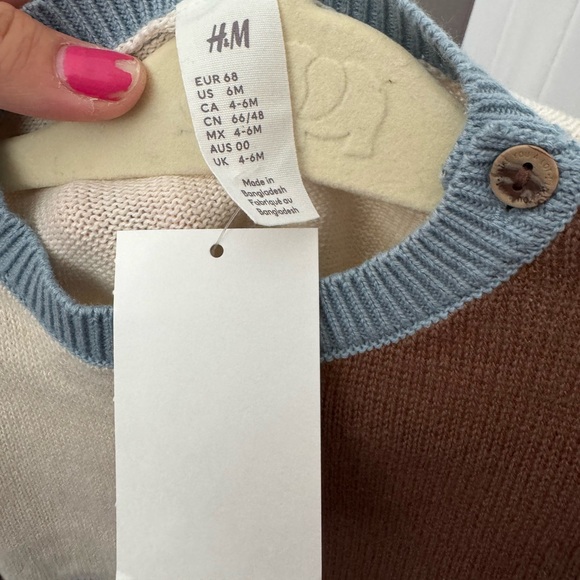 H&M
EUR 68
US 6M
CA 4-6M
CN 66/48
MX 4-6M
AUS 00
UK 4-6M
Made in
Bangladesh
Fabriqué au
Bangladesh